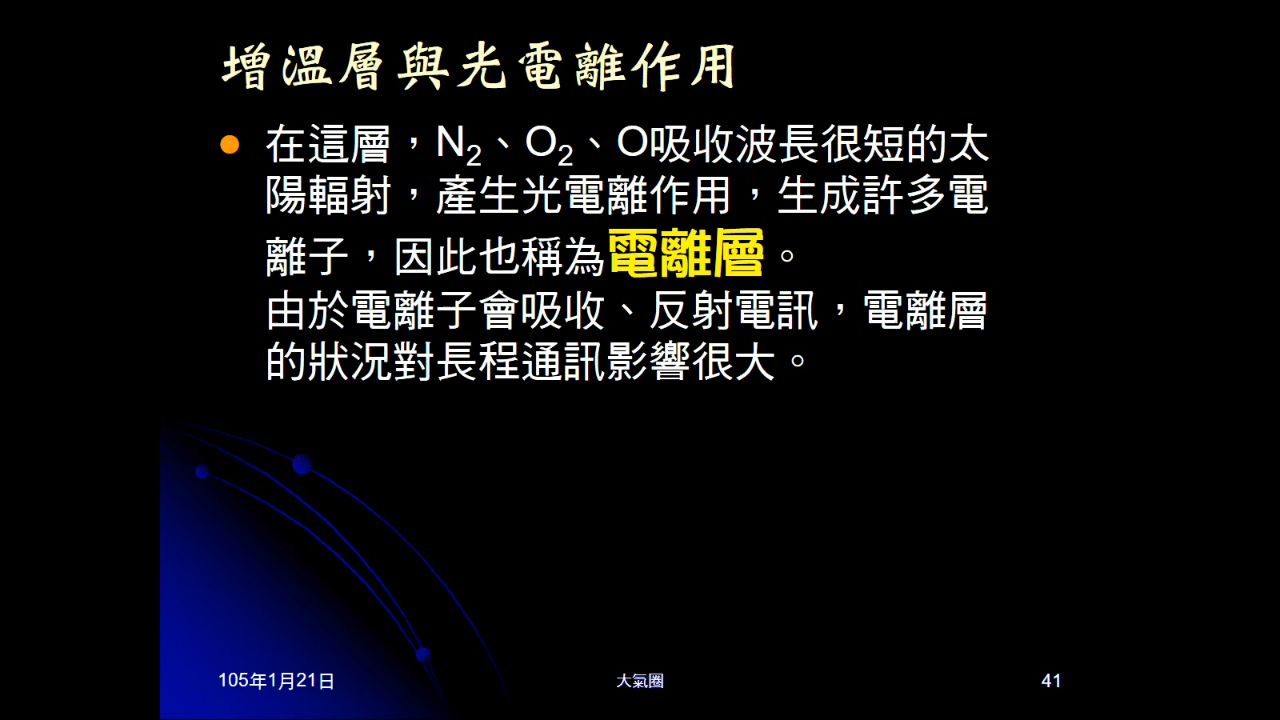 增溫層與光電離作用
在這層，N₂、O₂、O吸收波長很短的太
陽輻射，產生光電離作用，生成許多電
離子，因此也稱為電離層。
由於電離子會吸收、反射電訊，電離層
的狀況對長程通訊影響很大。
105年1月21日
大氣圈
41